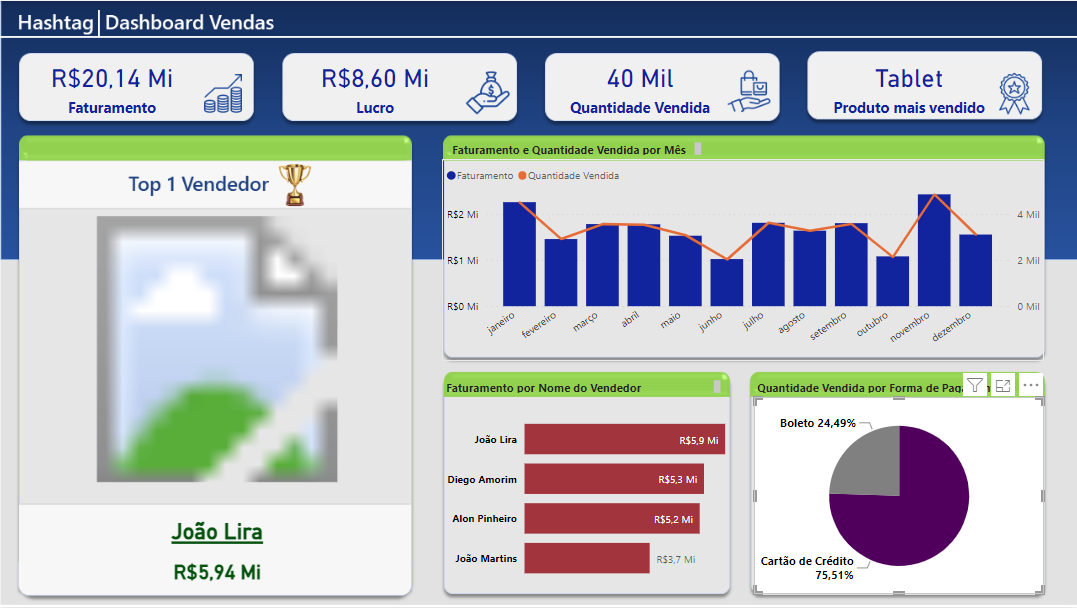 Hashtag|Dashboard Vendas
R$20,14 Mi
Faturamento
R$8,60 Mi
Lucro
40 Mil
Quantidade Vendida
Tablet
Produto mais vendido
Top 1 Vendedor
João Lira
R$5,94 Mi
Faturamento e Quantidade Vendida por Mês
Faturamento Quantidade Vendida
R$2 Mi
R$1 Mi
R$0 Mi
4 Mil
2 Mil
0 Mil
janeiro
fevereiro
março
abril
maio
junho
julho
agosto
setembro
outubro
novembro
dezembro
Faturamento por Nome do Vendedor
João Lira R$5,9 Mi
Diego Amorim R$5,3 Mi
Alon Pinheiro R$5,2 Mi
João Martins R$3,7 Mi
Quantidade Vendida por Forma de
Boleto 24,49%
Cartão de Crédito
75,51%